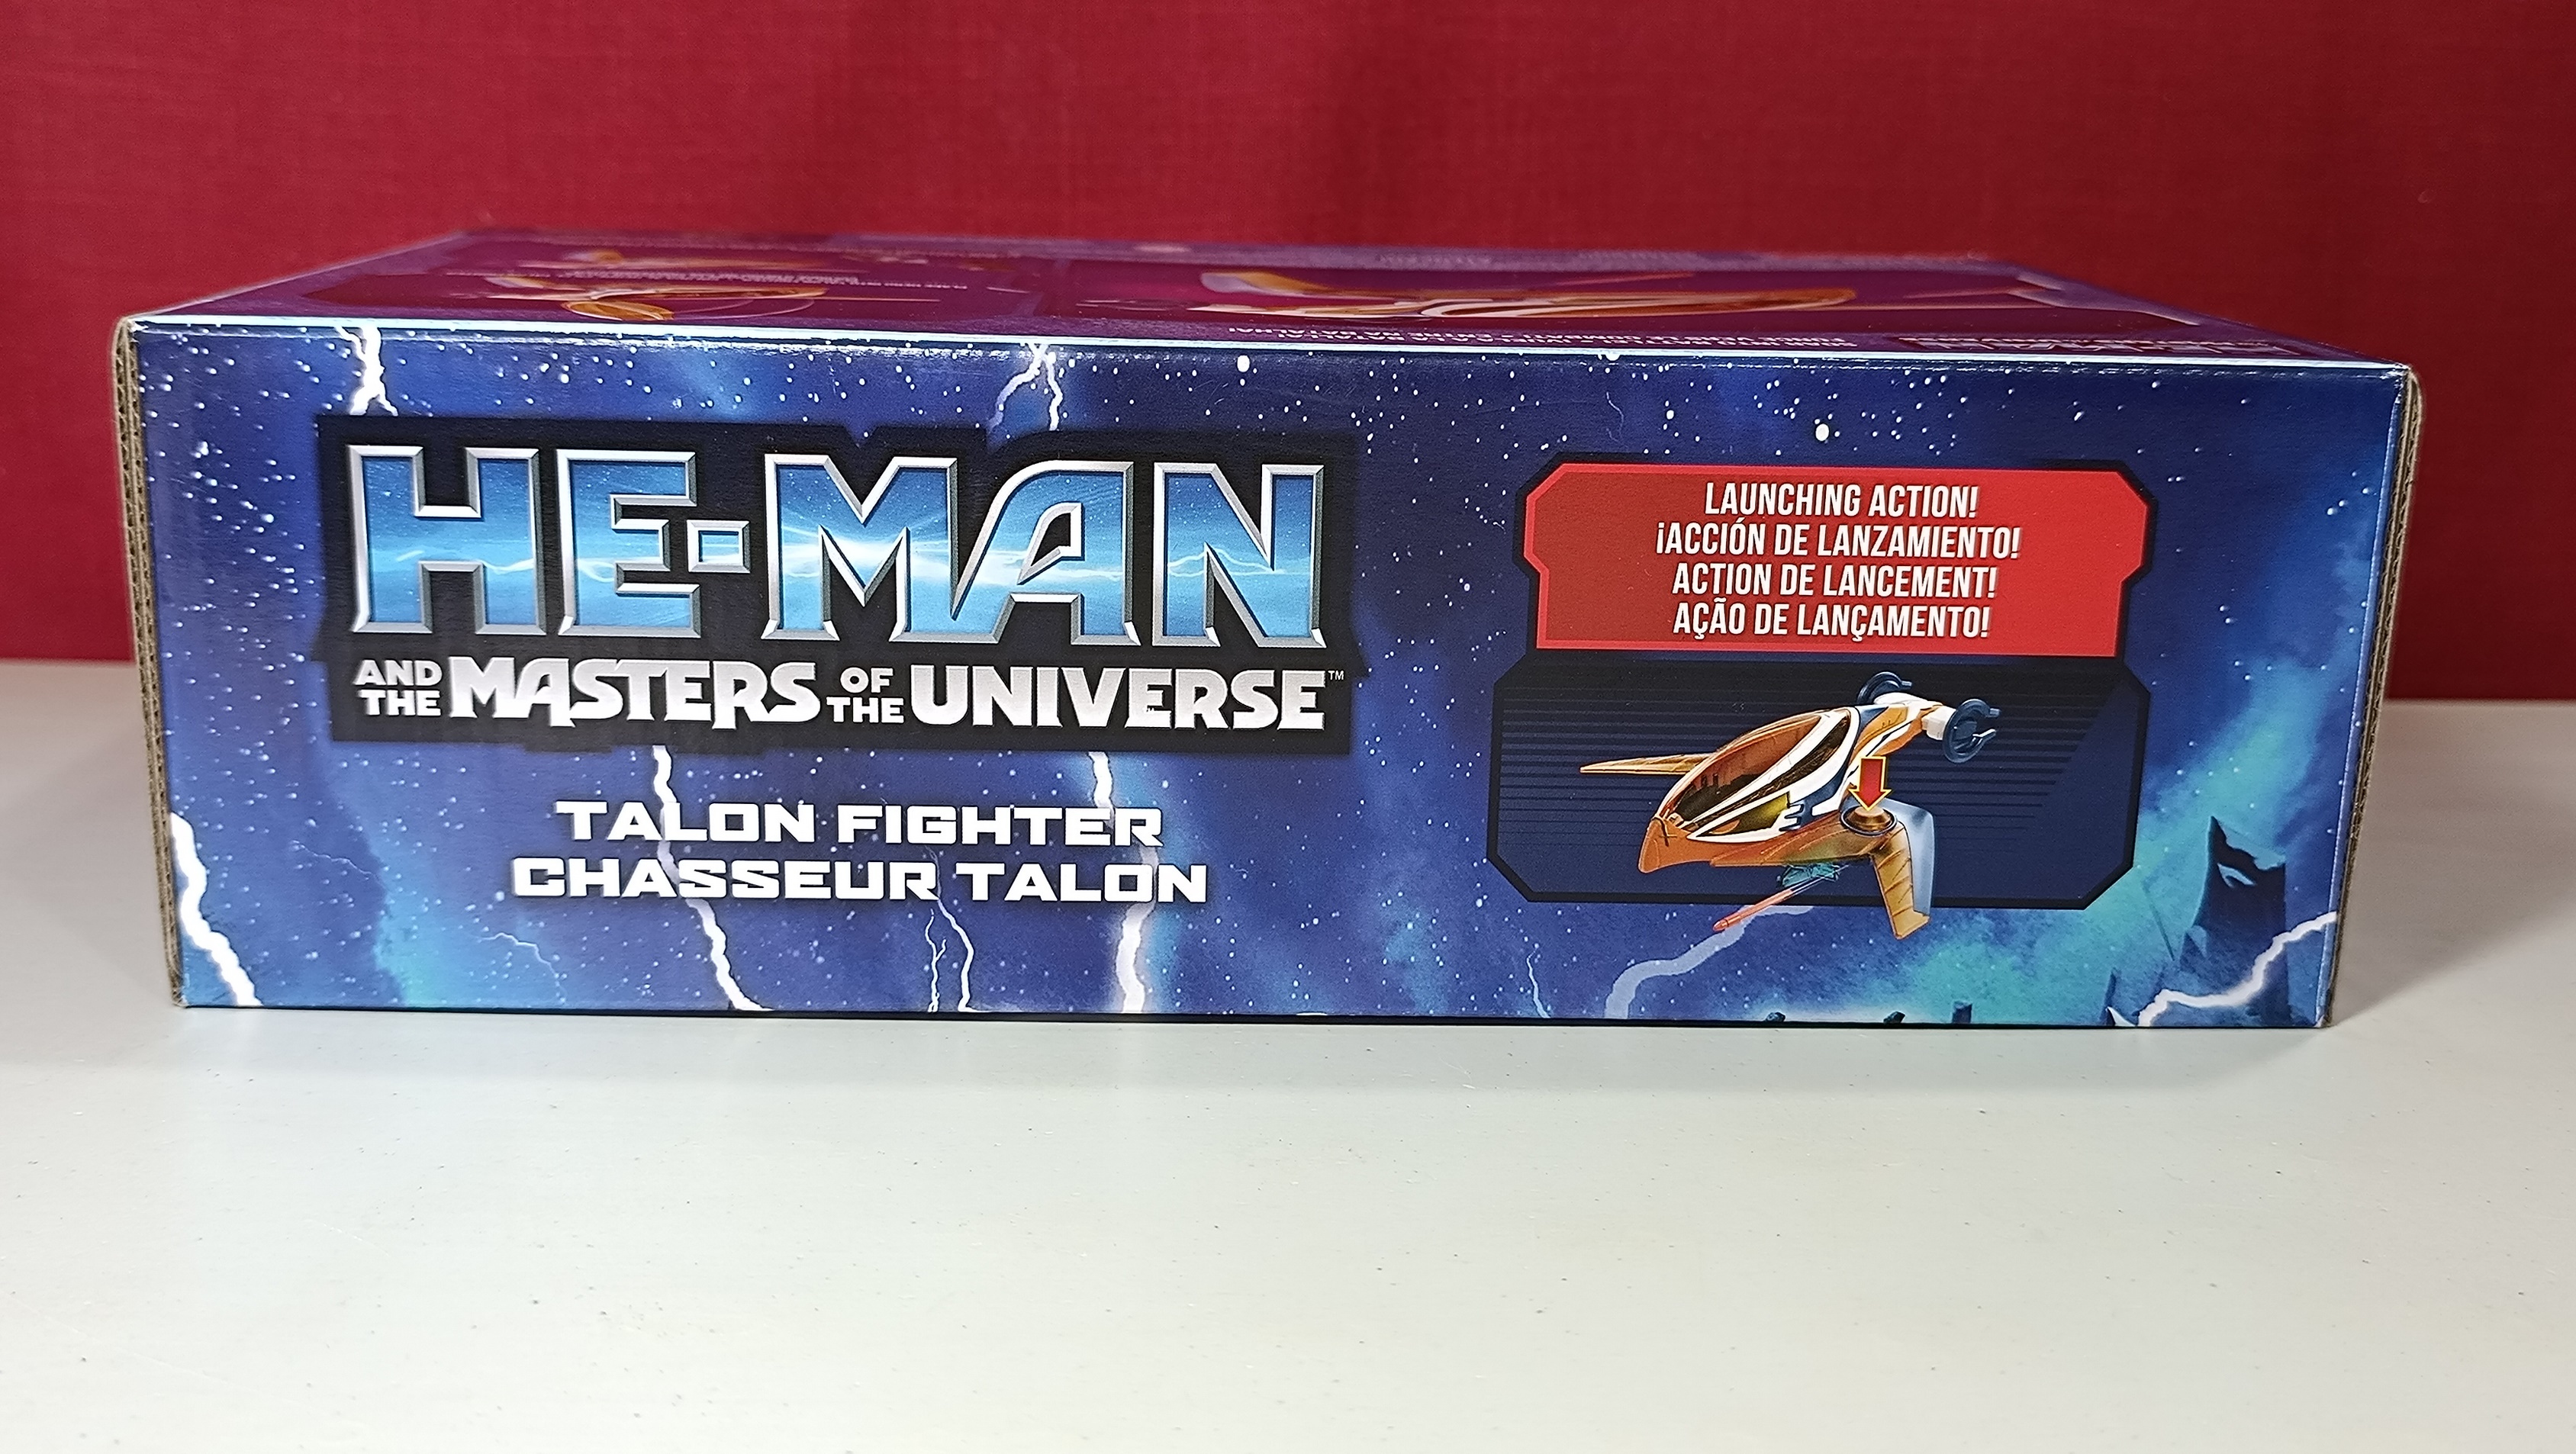 HE-MAN
AND THE MASTERS OF THE UNIVERSE™
TALON FIGHTER
CHASSEUR TALON
LAUNCHING ACTION!
¡ACCIÓN DE LANZAMIENTO!
ACTION DE LANCEMENT!
AÇÃO DE LANÇAMENTO!